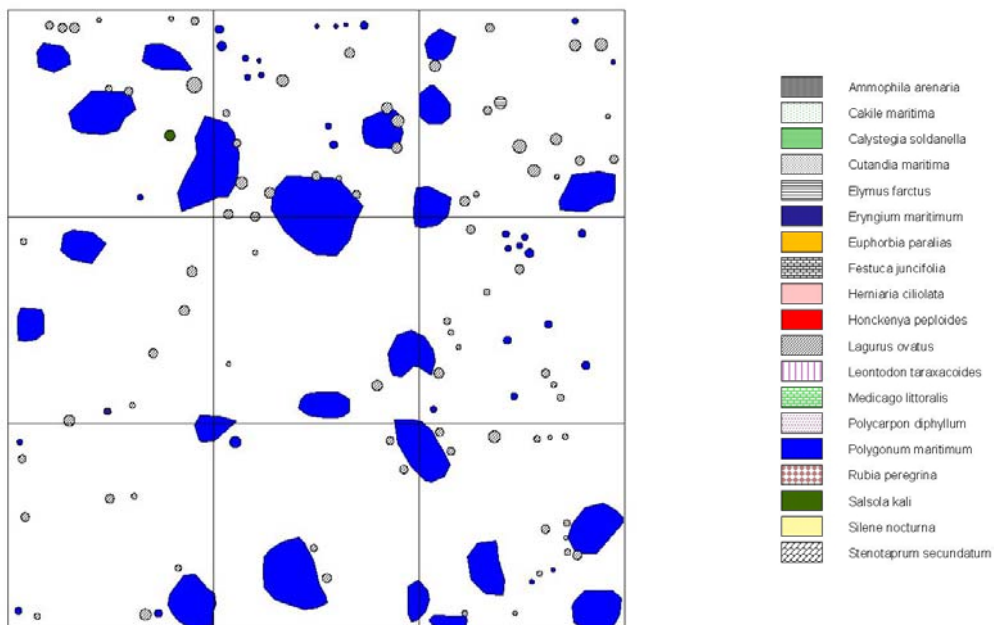 Ammophila arenaria
Cakile maritima
Calystegia soldanella
Cutandia maritima
Elymus farctus
Eryngium maritimum
Euphorbia paralias
Festuca juncifolia
Herniaria ciliolata
Honckenya peploides
Lagurus ovatus
Leontodon taraxacoides
Medicago littoralis
Polycarpon diphyllum
Polygonum maritimum
Rubia peregrina
Salsola kali
Silene nocturna
Stenotaprum secundatum